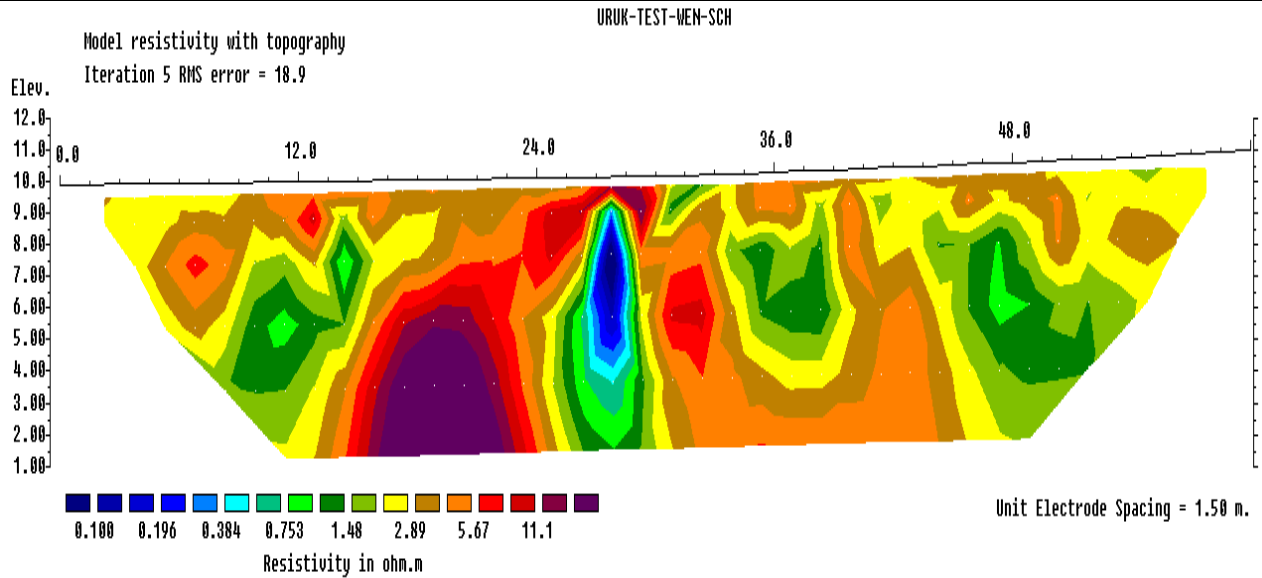 URUK-TEST-WEN-SCH
Model resistivity with topography
Iteration 5 RMS error = 18.9
Elev.
12.0
11.0
10.0
9.00
8.00
7.00
6.00
5.00
4.00
3.00
2.00
1.00
0.0 12.0 24.0 36.0 48.0
0.100 0.196 0.384 0.753 1.48 2.89 5.67 11.1
Resistivity in ohm.m
Unit Electrode Spacing = 1.50 m.